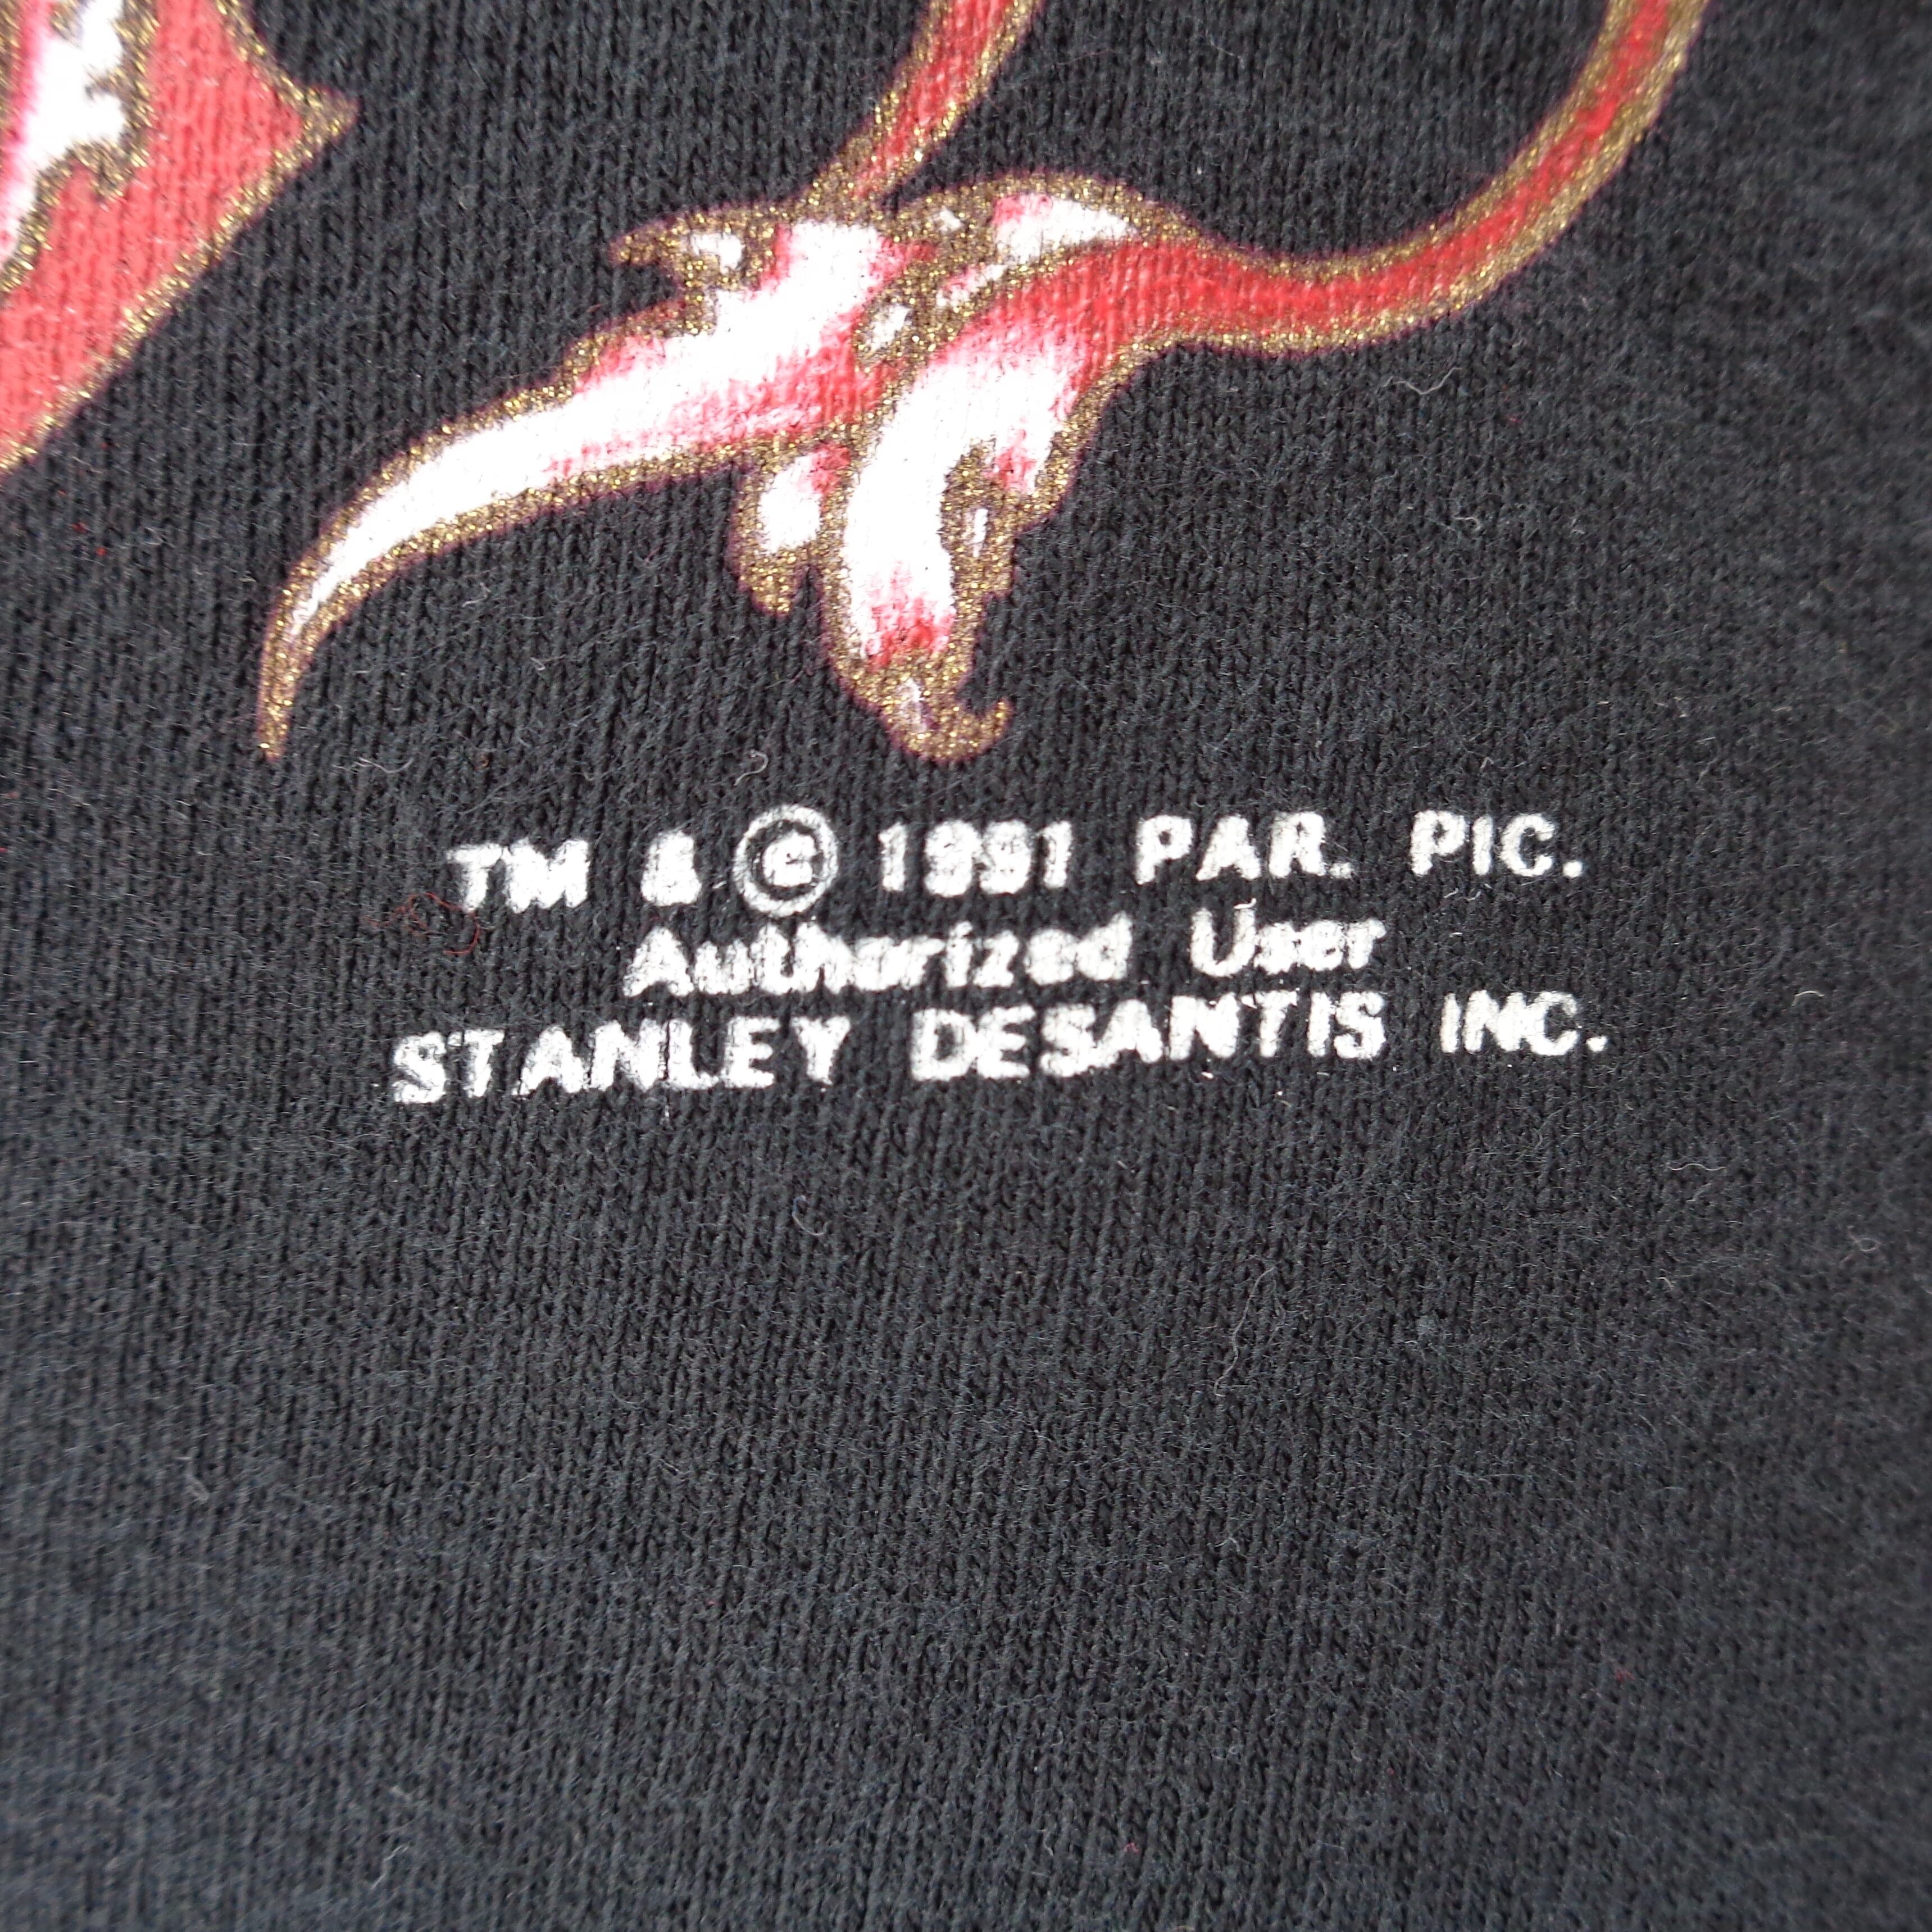 TM & © 1991 PAR. PIC.
Authorized User
STANLEY DESANTIS INC.